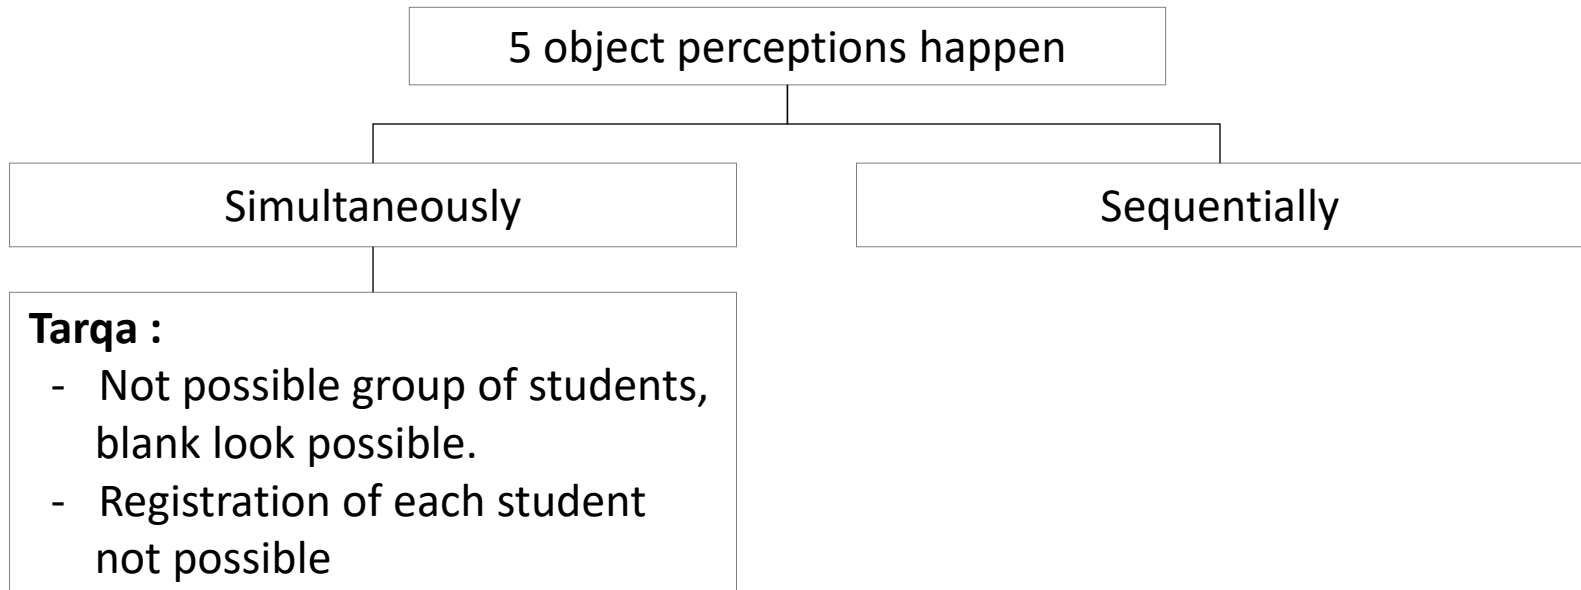 5 object perceptions happen
Simultaneously
Sequentially
Tarqa :
- Not possible group of students,
blank look possible.
- Registration of each student
not possible